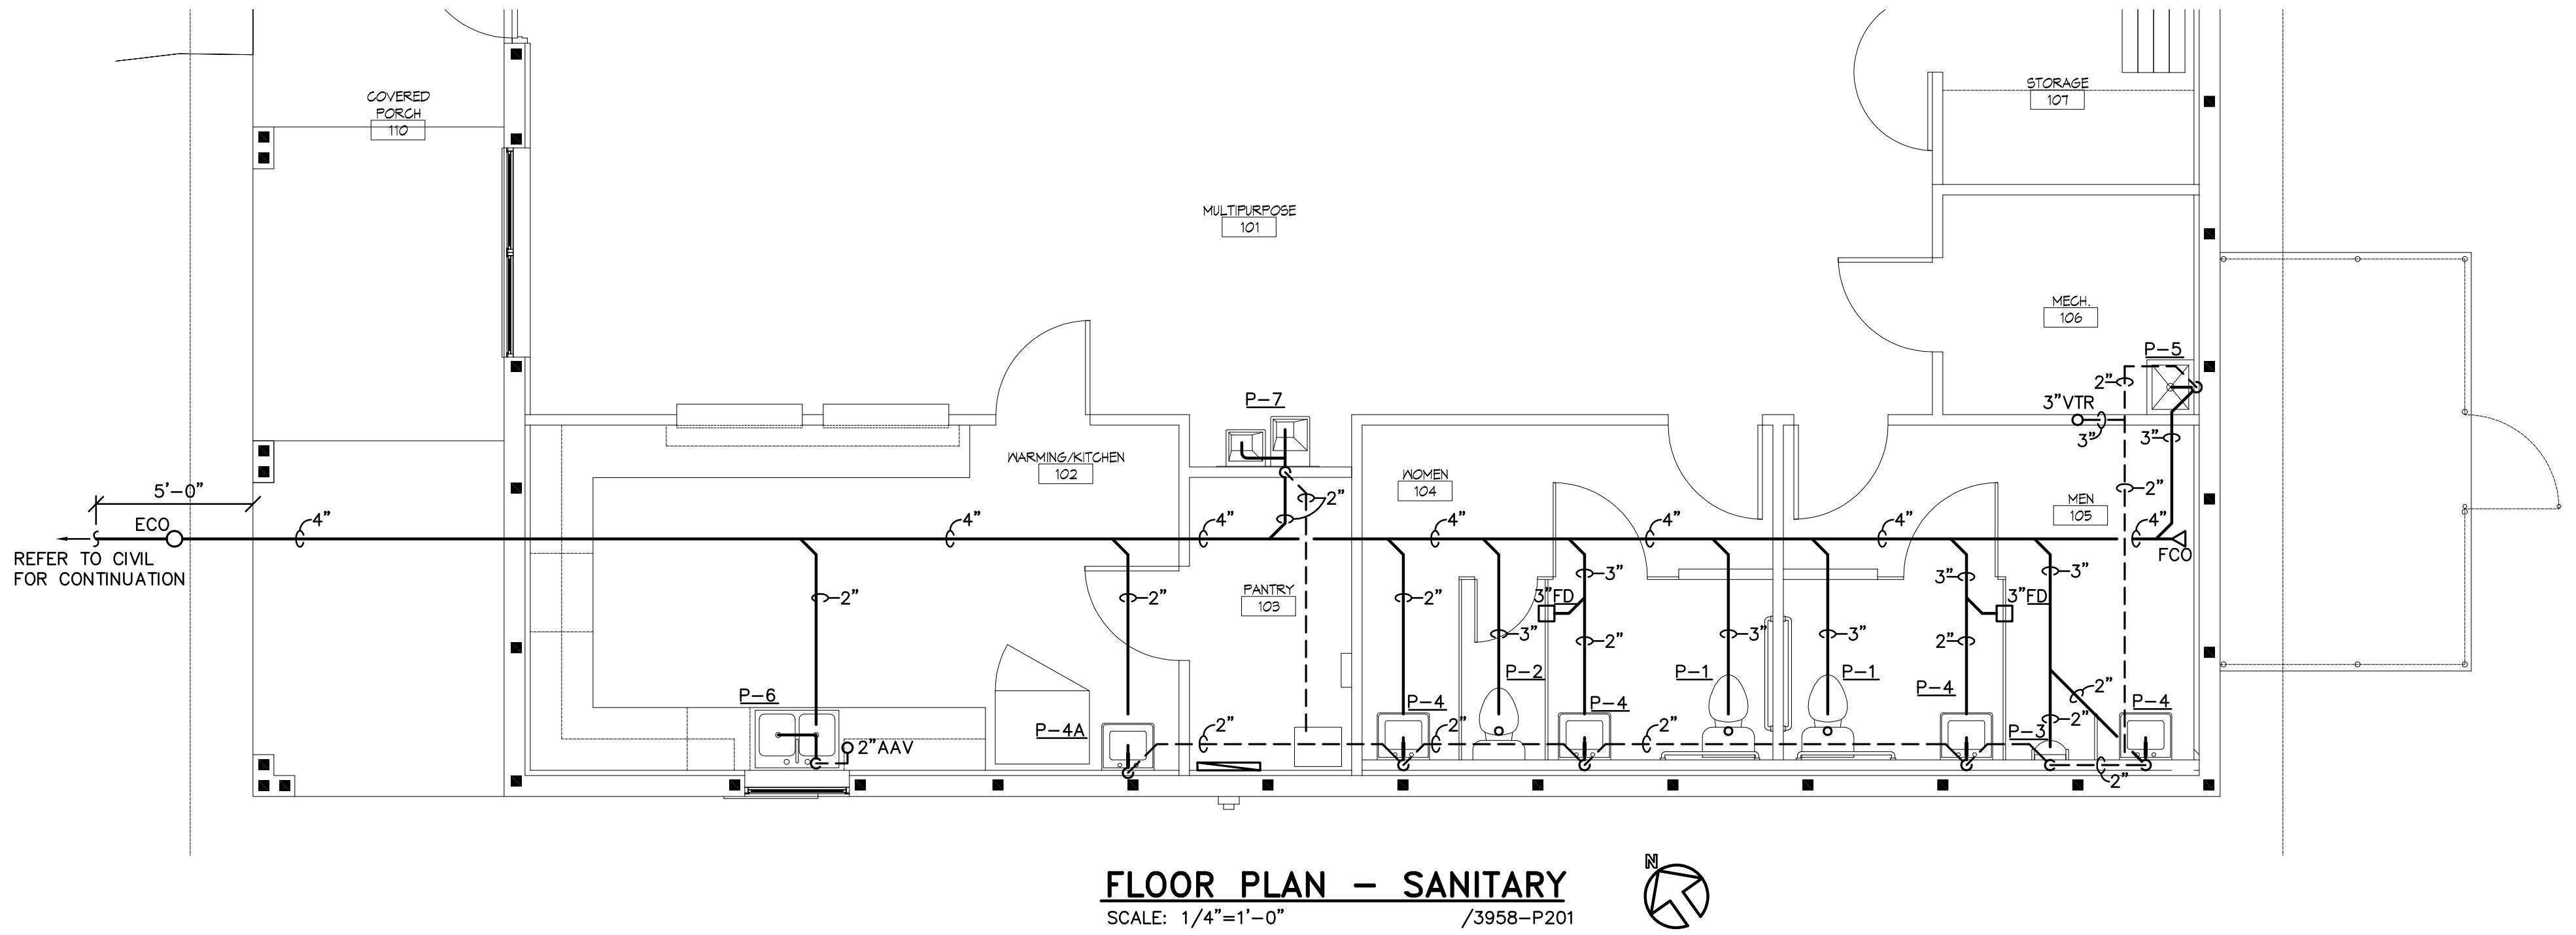 STORAGE
107
COVERED
PORCH
110
MULTIPURPOSE
101
MECH.
106
P-5
2"
3"VTR
3"
3"
P-7
WARMING/KITCHEN
102
WOMEN
104
MEN
105
2"
2"
5'-0"
ECO
4"
4"
4"
4"
4"
4"
4"
FCO
REFER TO CIVIL
FOR CONTINUATION
PANTRY
103
2"
2"
2"
3"
3"
3"
3"FD
3"FD
3"
3"
2"
3"
3"
2"
P-6
P-4A
P-4
P-2
P-4
P-1
P-1
P-4
P-3
2"
2"
P-4
2"AAV
2"
2"
2"
2"
FLOOR PLAN - SANITARY
SCALE: 1/4"=1'-0" /3958-P201
N